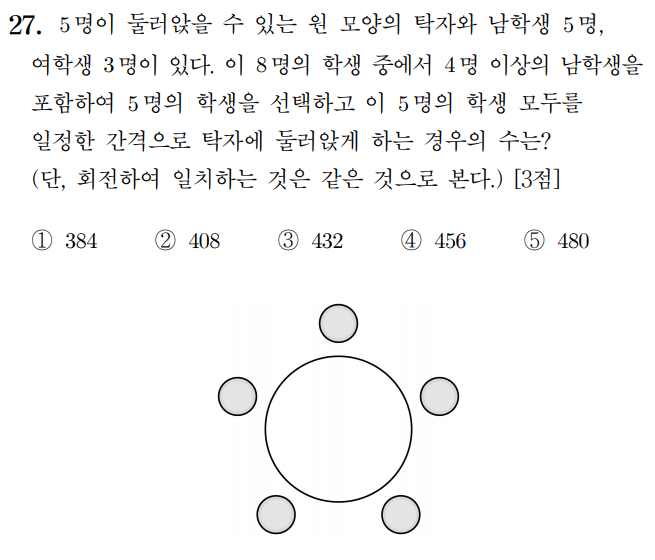 27. 5명이 둘러앉을 수 있는 원 모양의 탁자와 남학생 5명,
여학생 3명이 있다. 이 8명의 학생 중에서 4명 이상의 남학생을
포함하여 5명의 학생을 선택하고 이 5명의 학생 모두를
일정한 간격으로 탁자에 둘러앉게 하는 경우의 수는?
(단, 회전하여 일치하는 것은 같은 것으로 본다.) [3점]
① 384 ② 408 ③ 432 ④ 456 ⑤ 480